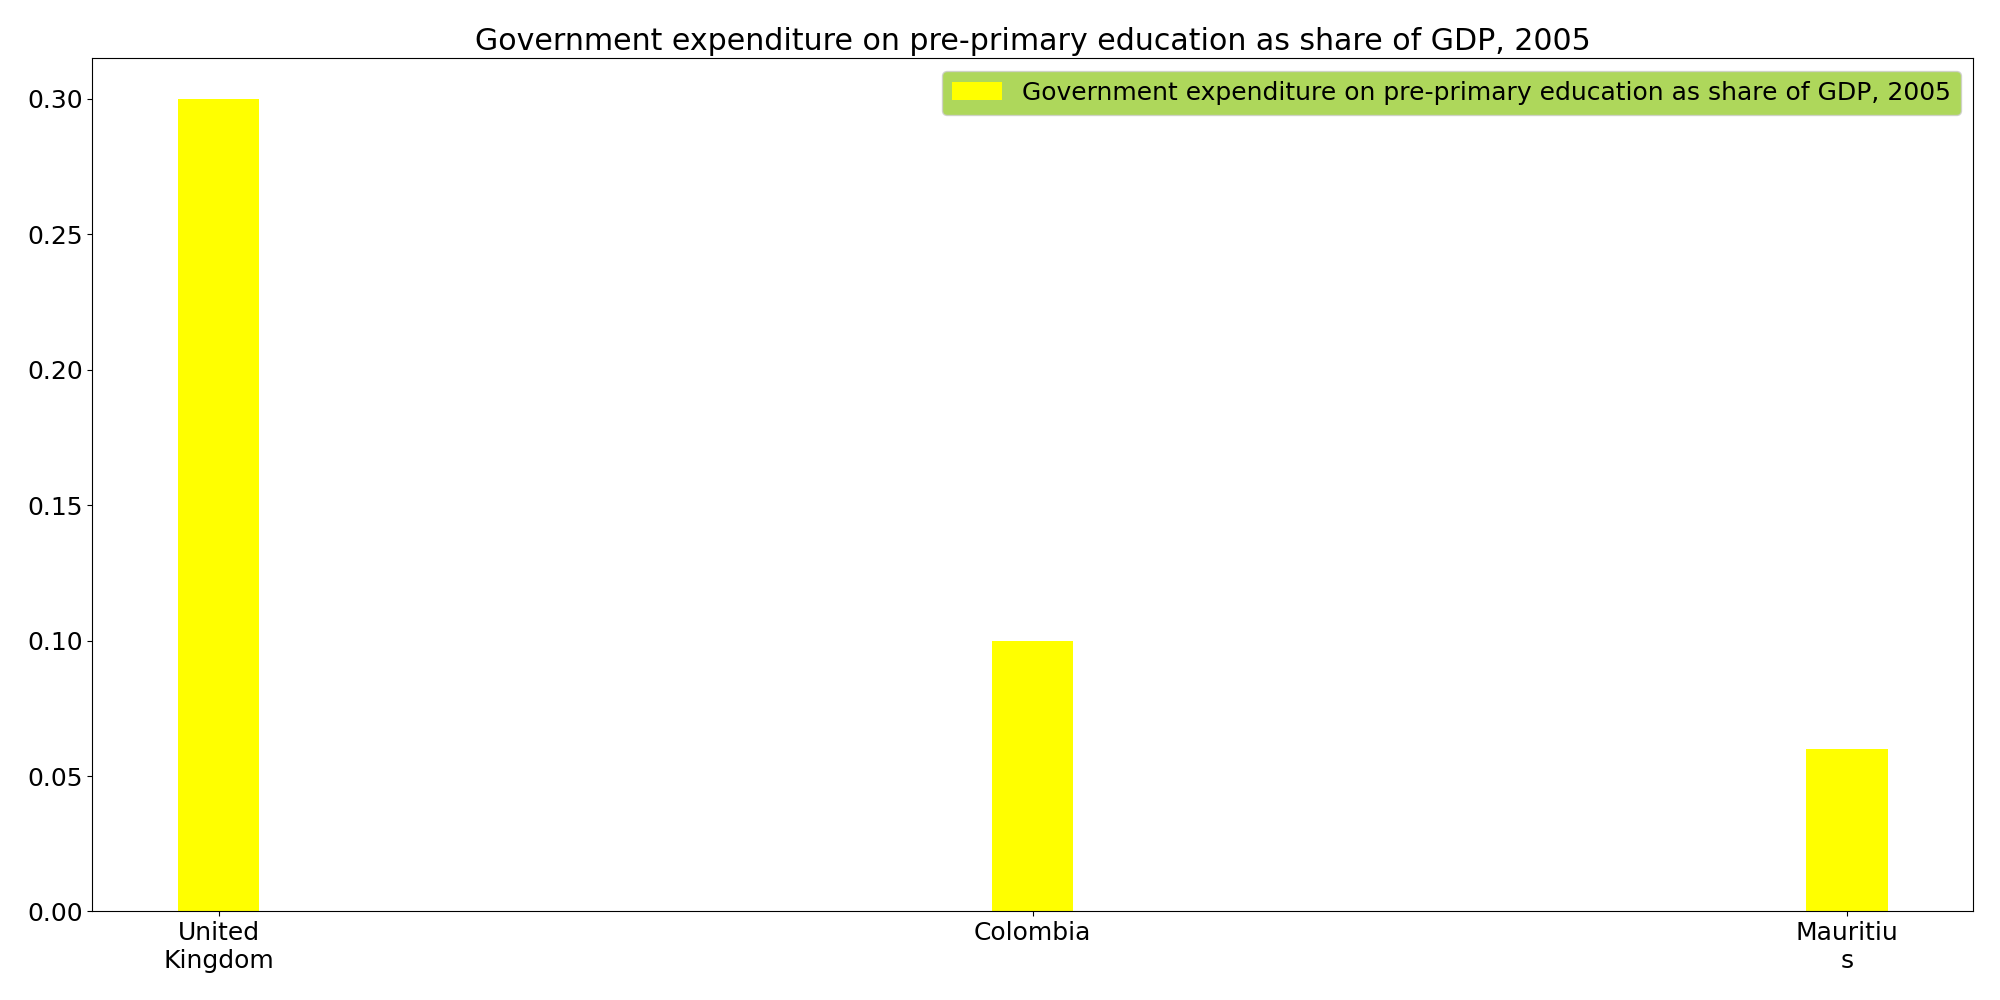 Government expenditure on pre-primary education as share of GDP, 2005
Government expenditure on pre-primary education as share of GDP, 2005
0.30
0.25
0.20
0.15
0.10
0.05
0.00
United
Kingdom
Colombia
Mauritiu
s